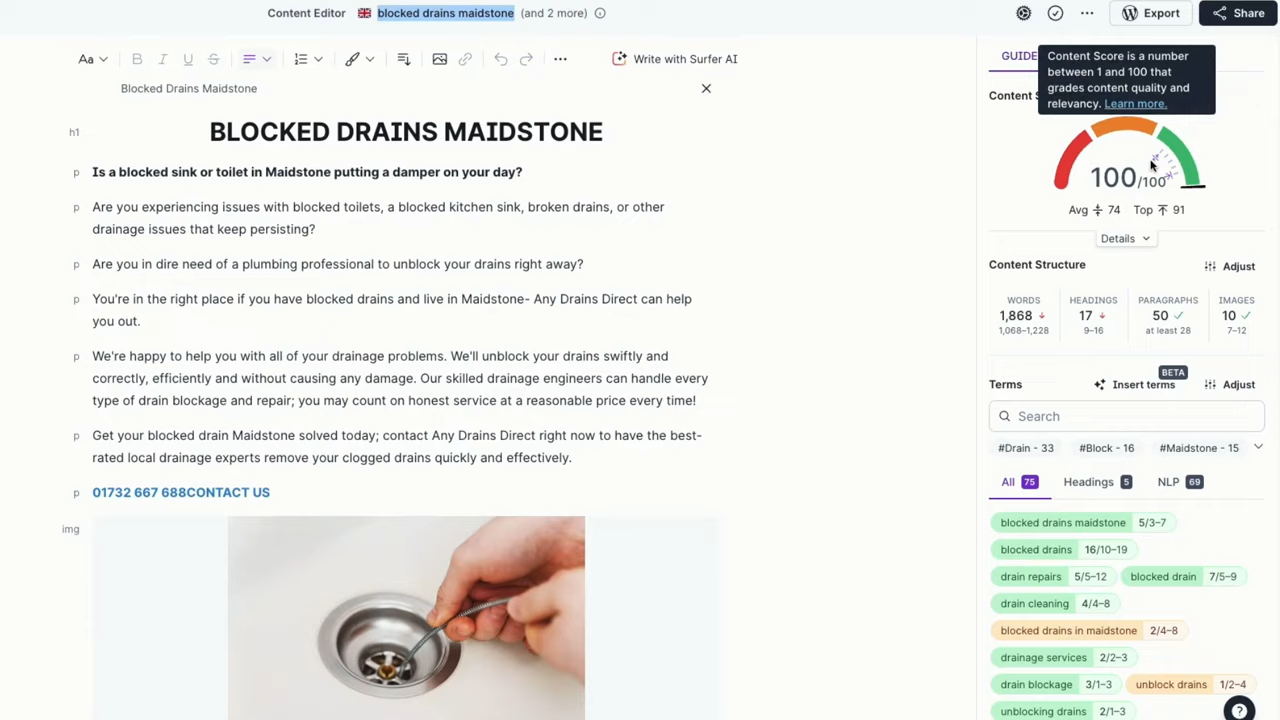 Content Editor 🇬🇧 blocked drains maidstone (and 2 more)
Export
Share
Aa B I U S
Write with Surfer AI
Blocked Drains Maidstone
h1 BLOCKED DRAINS MAIDSTONE
p Is a blocked sink or toilet in Maidstone putting a damper on your day?
p Are you experiencing issues with blocked toilets, a blocked kitchen sink, broken drains, or other
drainage issues that keep persisting?
p Are you in dire need of a plumbing professional to unblock your drains right away?
p You're in the right place if you have blocked drains and live in Maidstone- Any Drains Direct can help
you out.
p We're happy to help you with all of your drainage problems. We'll unblock your drains swiftly and
correctly, efficiently and without causing any damage. Our skilled drainage engineers can handle every
type of drain blockage and repair; you may count on honest service at a reasonable price every time!
p Get your blocked drain Maidstone solved today; contact Any Drains Direct right now to have the best-
rated local drainage experts remove your clogged drains quickly and effectively.
p 01732 667 688CONTACT US
img
GUIDE
Content Score is a number
between 1 and 100 that
grades content quality and
relevancy. Learn more.
Content S
100/100
Avg 74 Top 91
Details
Content Structure Adjust
WORDS HEADINGS PARAGRAPHS IMAGES
1,868 17 50 10
1,068–1,228 9–16 at least 28 7–12
BETA
Terms Insert terms Adjust
Search
#Drain - 33 #Block - 16 #Maidstone - 15
All 75 Headings 5 NLP 69
blocked drains maidstone 5/3–7
blocked drains 16/10–19
drain repairs 5/5–12 blocked drain 7/5–9
drain cleaning 4/4–8
blocked drains in maidstone 2/4–8
drainage services 2/2–3
drain blockage 3/1–3 unblock drains 1/2–4
unblocking drains 2/1–3
?